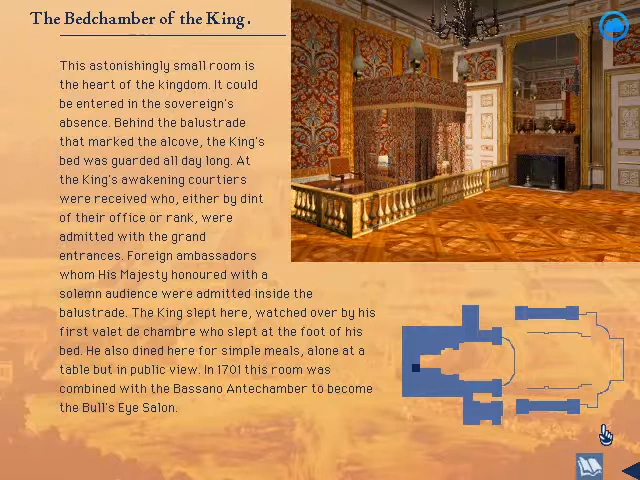 The Bedchamber of the King.
This astonishingly small room is
the heart of the kingdom. It could
be entered in the sovereign's
absence. Behind the balustrade
that marked the alcove, the King's
bed was guarded all day long. At
the King's awakening courtiers
were received who, either by dint
of their office or rank, were
admitted with the grand
entrances. Foreign ambassadors
whom His Majesty honoured with a
solemn audience were admitted inside the
balustrade. The King slept here, watched over by his
first valet de chambre who slept at the foot of his
bed. He also dined here for simple meals, alone at a
table but in public view. In 1701 this room was
combined with the Bassano Antechamber to become
the Bull's Eye Salon.